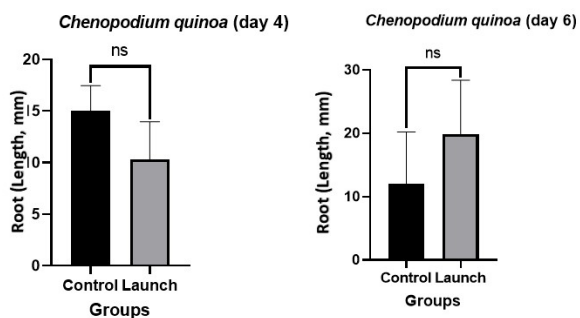 Chenopodium quinoa (day 4)
ns
20
15
10
5
0
Root (Length, mm)
Control Launch
Groups
Chenopodium quinoa (day 6)
ns
30
20
10
0
Root (Length, mm)
Control Launch
Groups